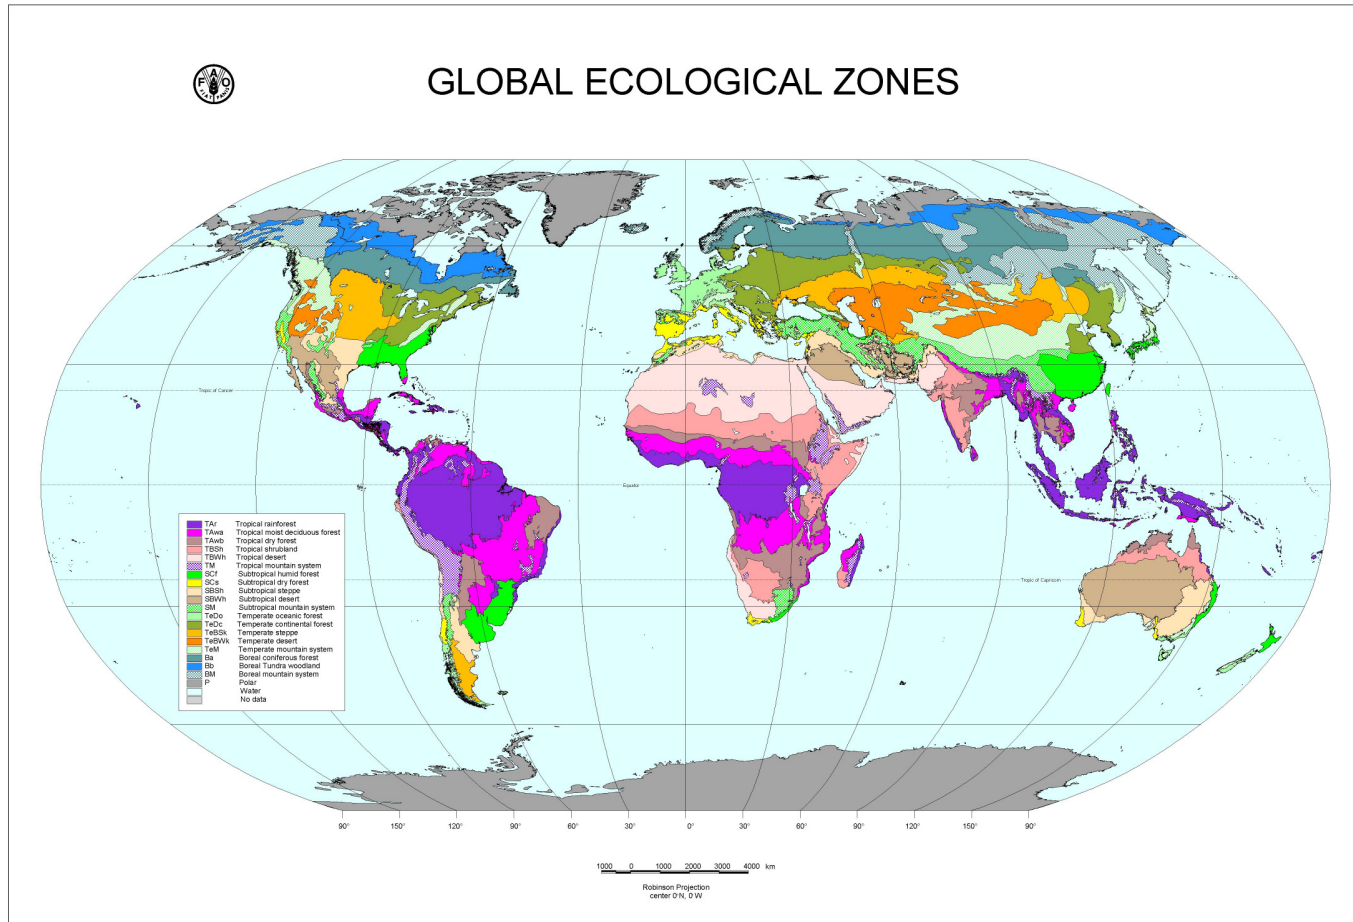 FAO
FIAT PANIS
GLOBAL ECOLOGICAL ZONES
Tropic of Cancer
Equator
Tropic of Capricorn
TAr Tropical rainforest
TAwa Tropical moist deciduous forest
TAwb Tropical dry forest
TBSh Tropical shrubland
TBWh Tropical desert
TM Tropical mountain system
SCf Subtropical humid forest
SCs Subtropical dry forest
SBSh Subtropical steppe
SBWh Subtropical desert
SM Subtropical mountain system
TeDo Temperate oceanic forest
TeDc Temperate continental forest
TeBSk Temperate steppe
TeBWk Temperate desert
TeM Temperate mountain system
Ba Boreal coniferous forest
Bb Boreal Tundra woodland
BM Boreal mountain system
P Polar
Water
No data
90° 150° 120° 90° 60° 30° 0° 30° 60° 90° 120° 150° 90°
1000 0 1000 2000 3000 4000 km
Robinson Projection
center 0°N, 0°W